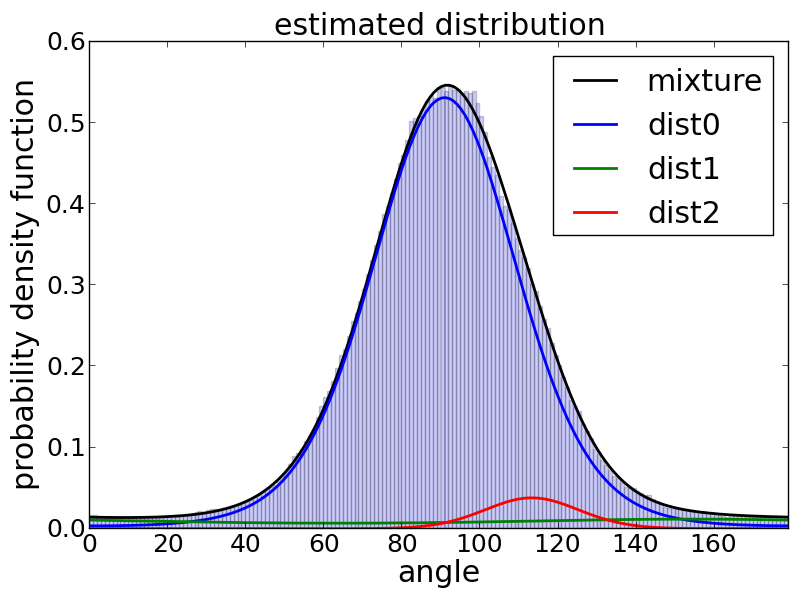 estimated distribution
0.6
0.5
0.4
0.3
0.2
0.1
0.0
probability density function
mixture
dist0
dist1
dist2
0 20 40 60 80 100 120 140 160
angle